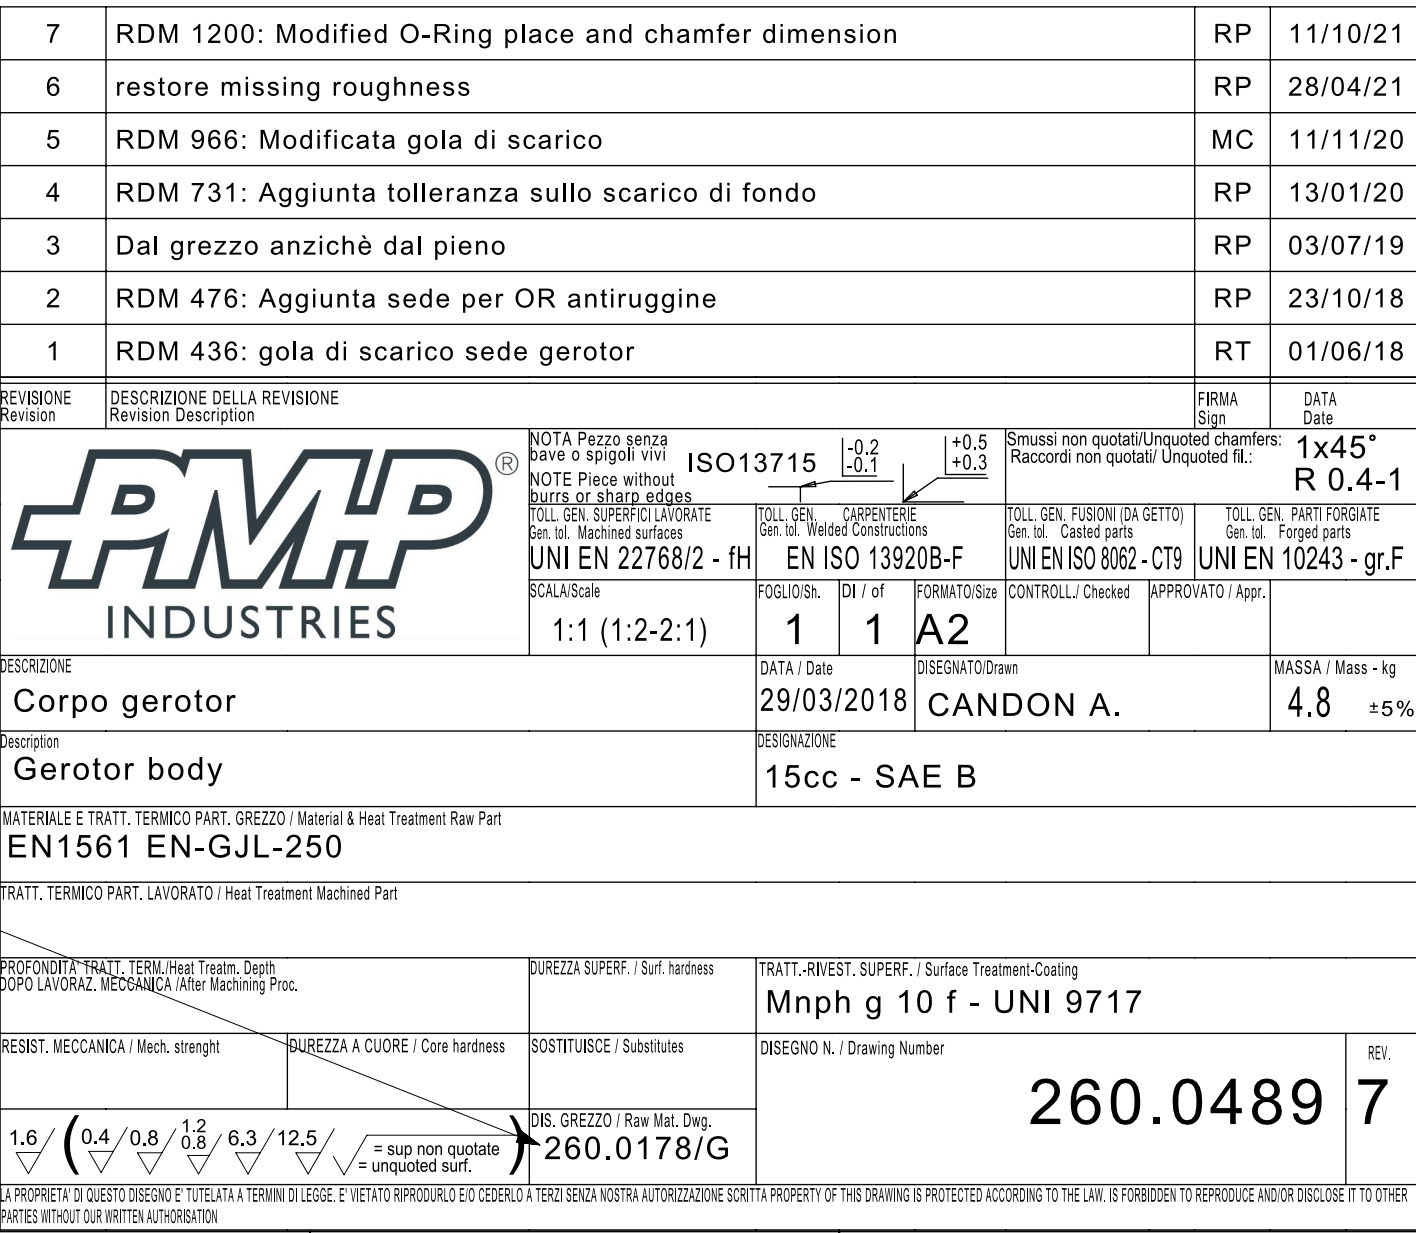 7 RDM 1200: Modified O-Ring place and chamfer dimension RP 11/10/21
6 restore missing roughness RP 28/04/21
5 RDM 966: Modificata gola di scarico MC 11/11/20
4 RDM 731: Aggiunta tolleranza sullo scarico di fondo RP 13/01/20
3 Dal grezzo anzichè dal pieno RP 03/07/19
2 RDM 476: Aggiunta sede per OR antiruggine RP 23/10/18
1 RDM 436: gola di scarico sede gerotor RT 01/06/18
REVISIONE DESCRIZIONE DELLA REVISIONE FIRMA DATA
Revision Revision Description Sign Date
PMP®
INDUSTRIES
NOTA Pezzo senza
bave o spigoli vivi
NOTE Piece without
burrs or sharp edges
ISO13715
-0.2
-0.1
+0.5
+0.3
Smussi non quotati/Unquoted chamfers: 1x45°
Raccordi non quotati/ Unquoted fil.: R 0.4-1
TOLL. GEN. SUPERFICI LAVORATE
Gen. tol. Machined surfaces
UNI EN 22768/2 - fH
TOLL. GEN. CARPENTERIE
Gen. tol. Welded Constructions
EN ISO 13920B-F
TOLL. GEN. FUSIONI (DA GETTO)
Gen. tol. Casted parts
UNI EN ISO 8062 - CT9
TOLL. GEN. PARTI FORGIATE
Gen. tol. Forged parts
UNI EN 10243 - gr.F
SCALA/Scale
1:1 (1:2-2:1)
FOGLIO/Sh.
1
DI / of
1
FORMATO/Size
A2
CONTROLL./ Checked
APPROVATO / Appr.
DESCRIZIONE
Corpo gerotor
DATA / Date
29/03/2018
DISEGNATO/Drawn
CANDON A.
MASSA / Mass - kg
4.8 ±5%
Description
Gerotor body
DESIGNAZIONE
15cc - SAE B
MATERIALE E TRATT. TERMICO PART. GREZZO / Material & Heat Treatment Raw Part
EN1561 EN-GJL-250
TRATT. TERMICO PART. LAVORATO / Heat Treatment Machined Part
PROFONDITA' TRATT. TERM./Heat Treatm. Depth
DOPO LAVORAZ. MECCANICA /After Machining Proc.
DUREZZA SUPERF. / Surf. hardness
TRATT.-RIVEST. SUPERF. / Surface Treatment-Coating
Mnph g 10 f - UNI 9717
RESIST. MECCANICA / Mech. strenght
DUREZZA A CUORE / Core hardness
SOSTITUISCE / Substitutes
DISEGNO N. / Drawing Number
260.0489
REV.
7
1.6 ( 0.4 0.8 1.2 0.8 6.3 12.5 = sup non quotate
= unquoted surf. )
DIS. GREZZO / Raw Mat. Dwg.
260.0178/G
LA PROPRIETA' DI QUESTO DISEGNO E' TUTELATA A TERMINI DI LEGGE. E' VIETATO RIPRODURLO E/O CEDERLO A TERZI SENZA NOSTRA AUTORIZZAZIONE SCRITTA PROPERTY OF THIS DRAWING IS PROTECTED ACCORDING TO THE LAW. IS FORBIDDEN TO REPRODUCE AND/OR DISCLOSE IT TO OTHER
PARTIES WITHOUT OUR WRITTEN AUTHORISATION